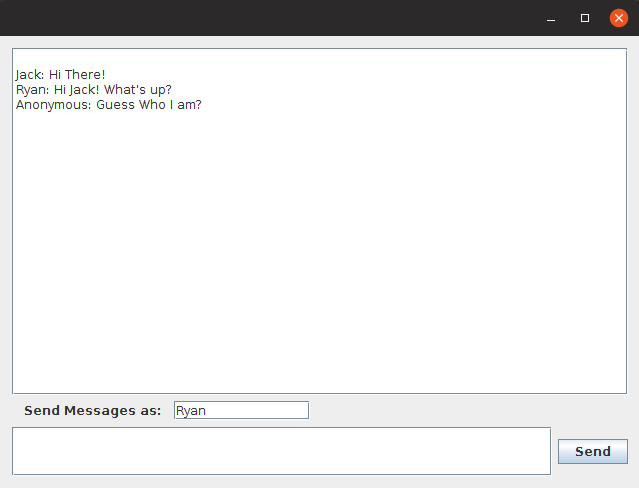 Jack: Hi There!
Ryan: Hi Jack! What's up?
Anonymous: Guess Who I am?
Send Messages as: Ryan
Send